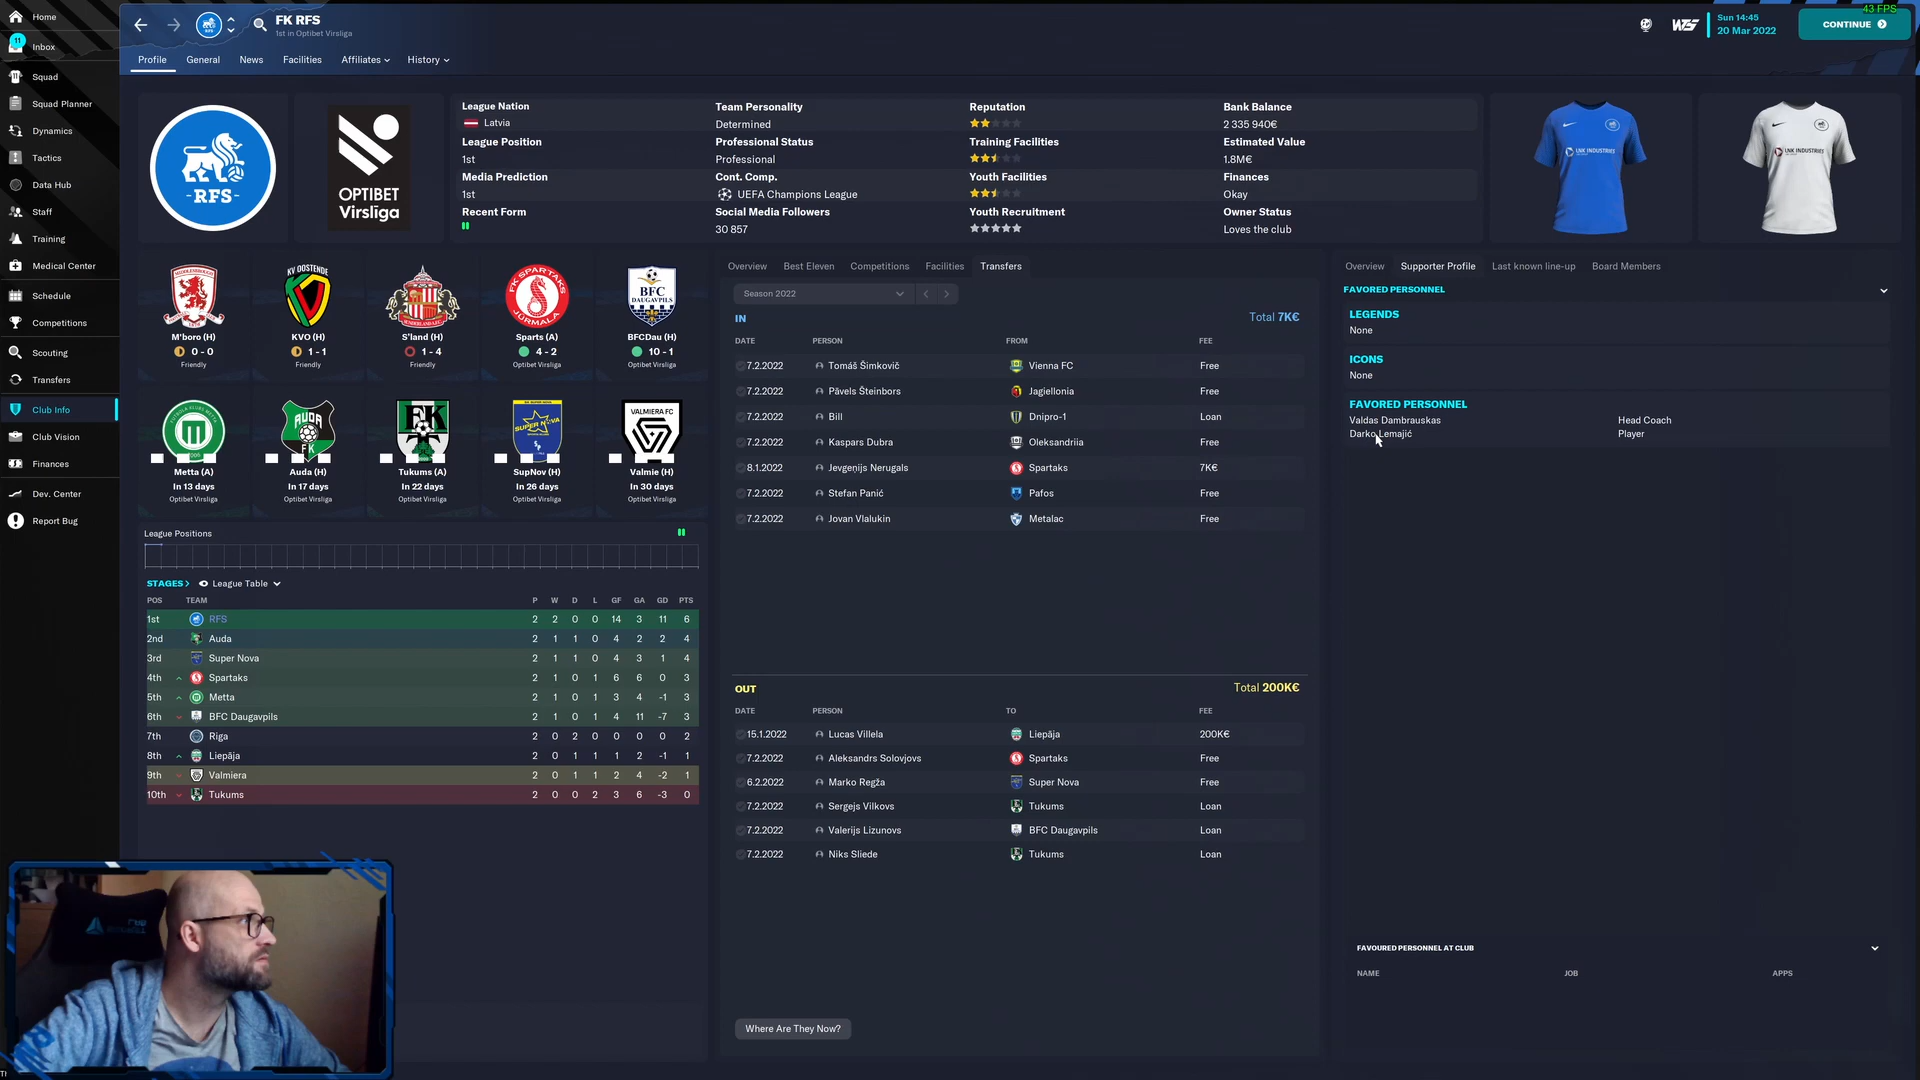 Home
11
Inbox
Squad
Squad Planner
Dynamics
Tactics
Data Hub
Staff
Training
Medical Center
Schedule
Competitions
Scouting
Transfers
Club Info
Club Vision
Finances
Dev. Center
Report Bug
FK RFS
1st in Optibet Virsliga
Sun 14:45
20 Mar 2022
43 FPS
CONTINUE
Profile General News Facilities Affiliates History
-RFS-
OPTIBET
Virsliga
League Nation
Latvia
League Position
1st
Media Prediction
1st
Recent Form
Team Personality
Determined
Professional Status
Professional
Cont. Comp.
UEFA Champions League
Social Media Followers
30 857
Reputation
Training Facilities
Youth Facilities
Youth Recruitment
Bank Balance
2 335 940€
Estimated Value
1.8M€
Finances
Okay
Owner Status
Loves the club
LNK INDUSTRIES
LNK INDUSTRIES
M'boro (H)
0 - 0
Friendly
KV OOSTENDE
KVO (H)
1 - 1
Friendly
S'land (H)
1 - 4
Friendly
FK SPARTAKS
JŪRMALA
Sparts (A)
4 - 2
Optibet Virsliga
BFC
DAUGAVPILS
BFCDau (H)
10 - 1
Optibet Virsliga
Metta (A)
In 13 days
Optibet Virsliga
AUDA
FK
Auda (H)
In 17 days
Optibet Virsliga
FK
Tukums (A)
In 22 days
Optibet Virsliga
SUPER NOVA
SupNov (H)
In 26 days
Optibet Virsliga
VALMIERA FC
Valmie (H)
In 30 days
Optibet Virsliga
League Positions
STAGES > League Table
POS TEAM P W D L GF GA GD PTS
1st RFS 2 2 0 0 14 3 11 6
2nd Auda 2 1 1 0 4 2 2 4
3rd Super Nova 2 1 1 0 4 3 1 4
4th Spartaks 2 1 0 1 6 6 0 3
5th Metta 2 1 0 1 3 4 -1 3
6th BFC Daugavpils 2 1 0 1 4 11 -7 3
7th Riga 2 0 2 0 0 0 0 2
8th Liepāja 2 0 1 1 1 2 -1 1
9th Valmiera 2 0 1 1 2 4 -2 1
10th Tukums 2 0 0 2 3 6 -3 0
Overview Best Eleven Competitions Facilities Transfers
Season 2022
IN Total 7K€
DATE PERSON FROM FEE
7.2.2022 Tomáš Šimkovič Vienna FC Free
7.2.2022 Pāvels Šteinbors Jagiellonia Free
7.2.2022 Bill Dnipro-1 Loan
7.2.2022 Kaspars Dubra Oleksandriia Free
8.1.2022 Jevgeņijs Nerugals Spartaks 7K€
7.2.2022 Stefan Panić Pafos Free
7.2.2022 Jovan Vlalukin Metalac Free
OUT Total 200K€
DATE PERSON TO FEE
15.1.2022 Lucas Villela Liepāja 200K€
7.2.2022 Aleksandrs Solovjovs Spartaks Free
6.2.2022 Marko Regža Super Nova Free
7.2.2022 Sergejs Vilkovs Tukums Loan
7.2.2022 Valerijs Lizunovs BFC Daugavpils Loan
7.2.2022 Niks Sliede Tukums Loan
Where Are They Now?
Overview Supporter Profile Last known line-up Board Members
FAVORED PERSONNEL
LEGENDS
None
ICONS
None
FAVORED PERSONNEL
Valdas Dambrauskas Head Coach
Darko Lemajić Player
FAVOURED PERSONNEL AT CLUB
NAME JOB APPS